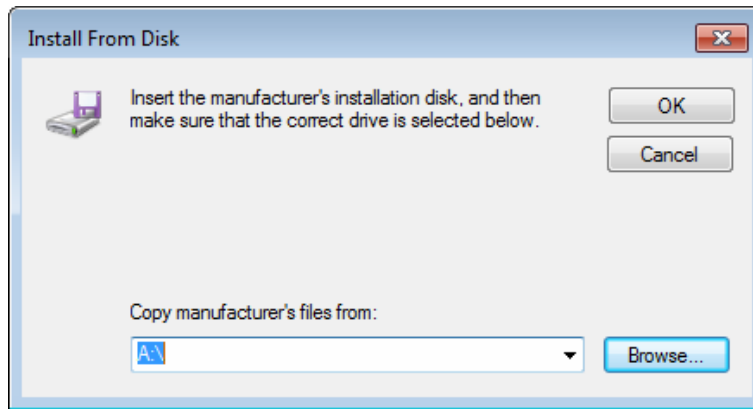 Install From Disk
Insert the manufacturer's installation disk, and then
make sure that the correct drive is selected below.
OK
Cancel
Copy manufacturer's files from:
A:\
Browse...